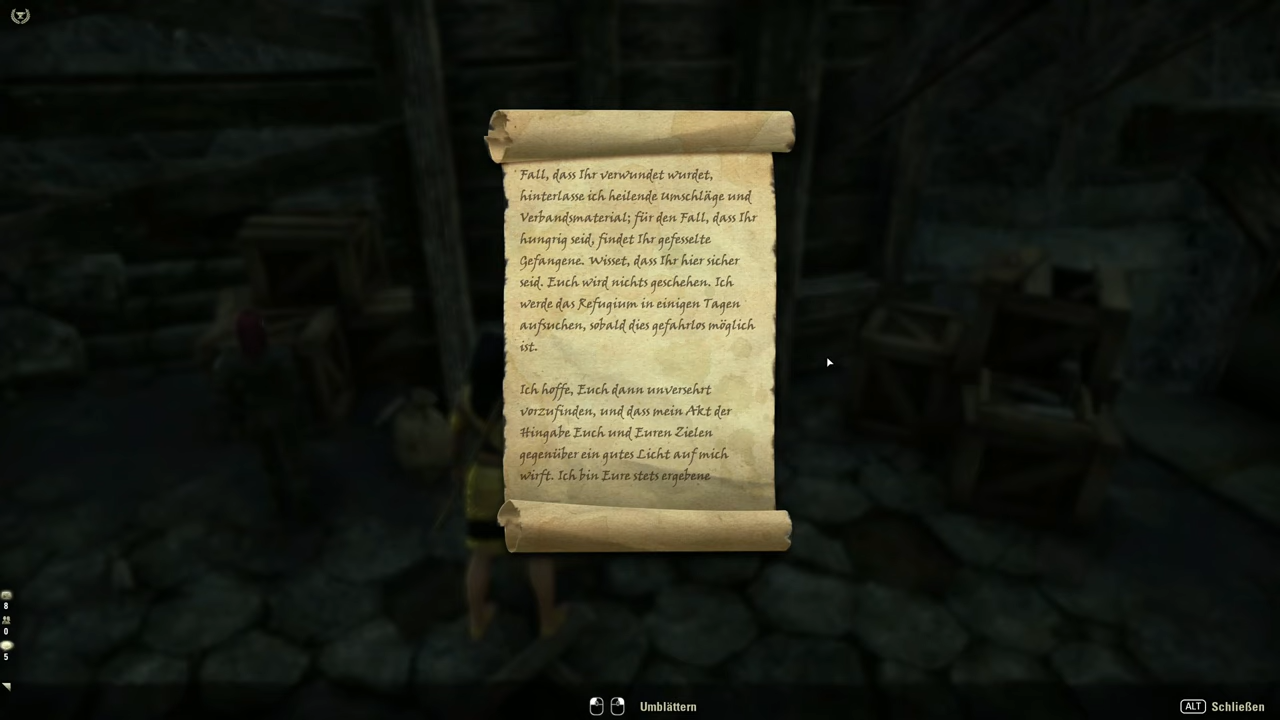 Fall, dass Ihr verwundet wurdet,
hinterlasse ich heilende Umschläge und
Verbandsmaterial; für den Fall, dass Ihr
hungrig seid, findet Ihr gefesselte
Gefangene. Wisset, dass Ihr hier sicher
seid. Euch wird nichts geschehen. Ich
werde das Refugium in einigen Tagen
aufsuchen, sobald dies gefahrlos möglich
ist.
Ich hoffe, Euch dann unversehrt
vorzufinden, und dass mein Akt der
Hingabe Euch und Euren Zielen
gegenüber ein gutes Licht auf mich
wirft. Ich bin Eure stets ergebene
8
0
5
Umblättern
ALT Schließen